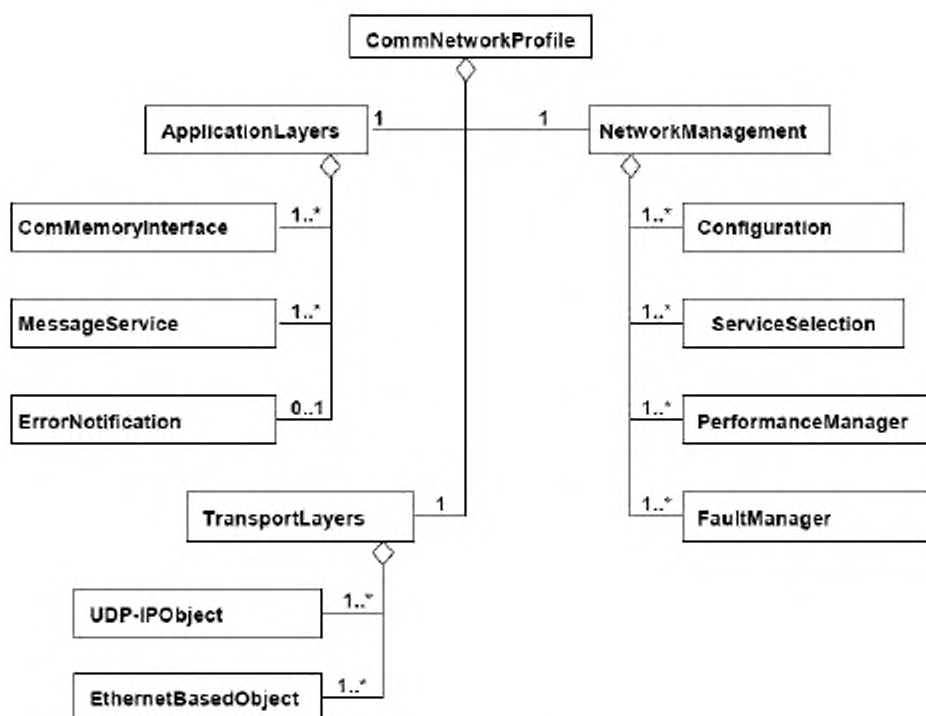 CommNetworkProfile
ApplicationLayers
1
1
NetworkManagement
ComMemoryInterface
1..*
1..*
Configuration
MessageService
1..*
1..*
ServiceSelection
ErrorNotification
0..1
1..*
PerformanceManager
TransportLayers
1
1..*
FaultManager
UDP-IPObject
1..*
EthernetBasedObject
1..*